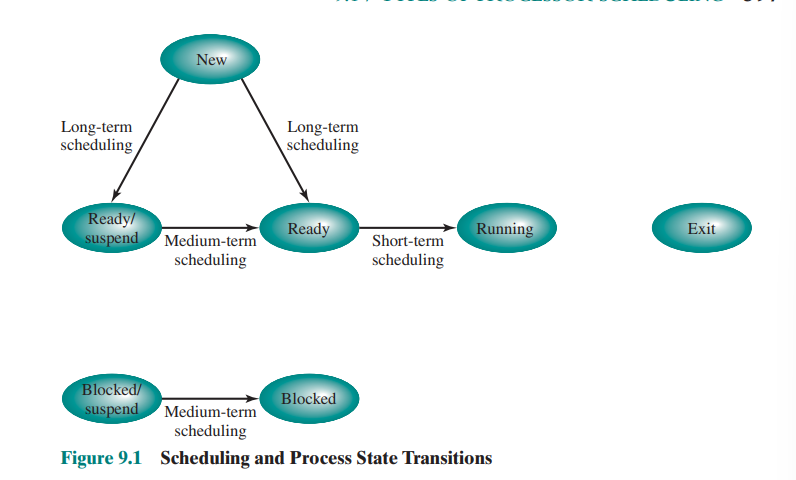 New
Long-term
scheduling
Long-term
scheduling
Ready/
suspend
Medium-term
scheduling
Ready
Short-term
scheduling
Running
Exit
Blocked/
suspend
Medium-term
scheduling
Blocked
Figure 9.1 Scheduling and Process State Transitions